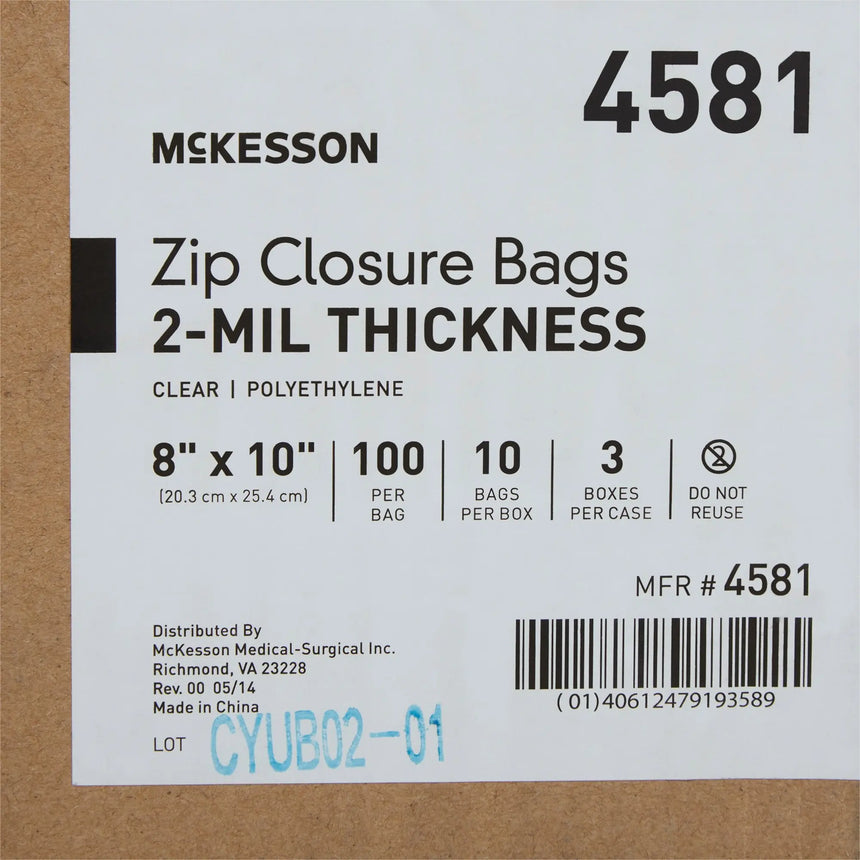 4581
McKESSON
Zip Closure Bags
2-MIL THICKNESS
CLEAR | POLYETHYLENE
8" x 10"
(20.3 cm x 25.4 cm)
100
PER
BAG
10
BAGS
PER BOX
3
BOXES
PER CASE
2
DO NOT
REUSE
MFR # 4581
(01)40612479193589
Distributed By
McKesson Medical-Surgical Inc.
Richmond, VA 23228
Rev. 00 05/14
Made in China
LOT CYUB02-01